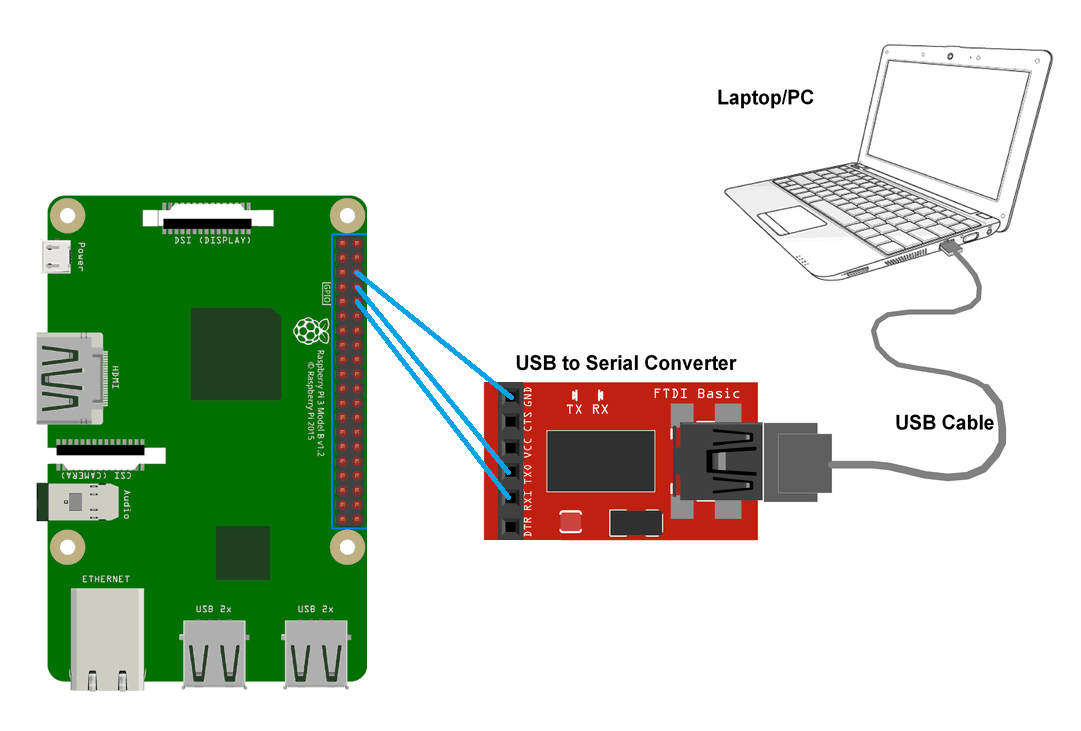 Laptop/PC
DSI (DISPLAY)
Power
GPIO
HDMI
Raspberry Pi 3 Model B v1.2
© Raspberry Pi 2015
USB to Serial Converter
FTDI Basic
TX RX
GND
CTS
VCC
TXO
RXI
DTR
USB Cable
CSI (CAMERA)
Audio
ETHERNET
USB 2x
USB 2x